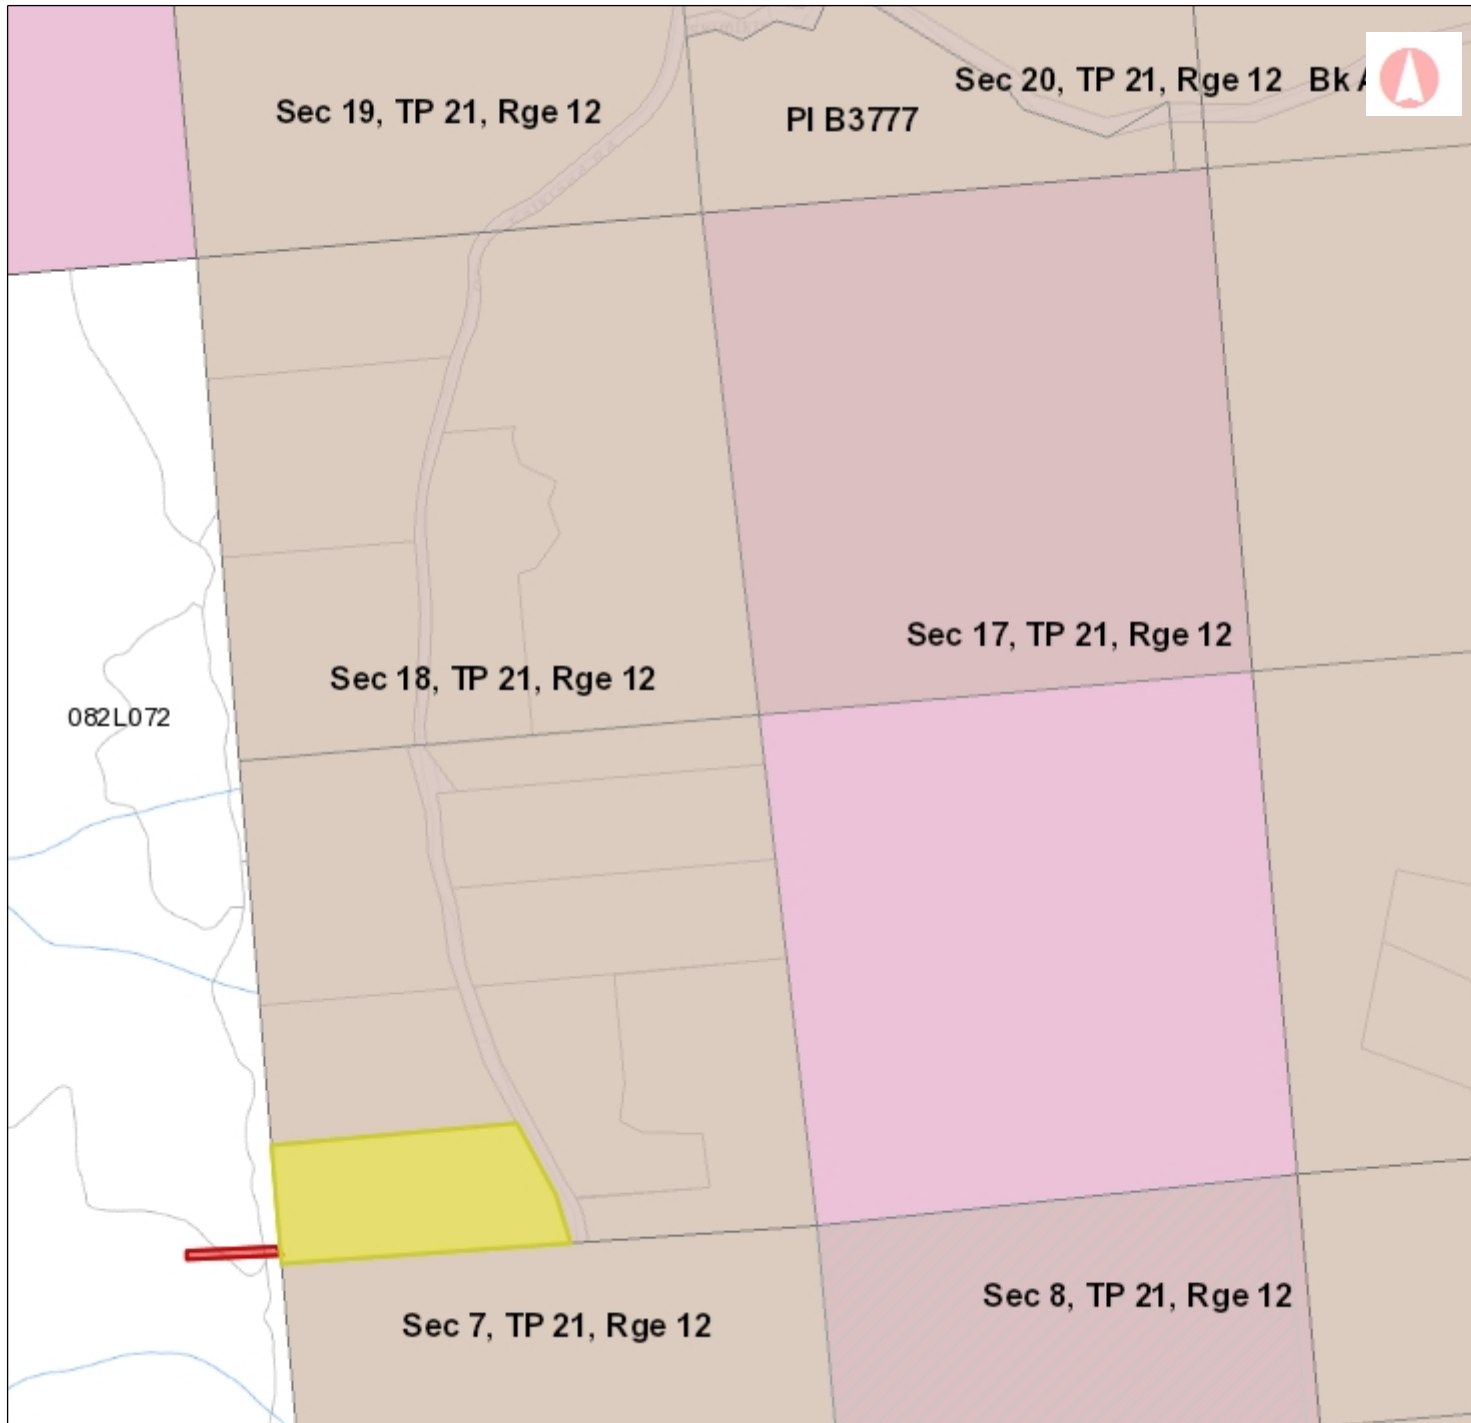 Sec 20, TP 21, Rge 12 Bk
Sec 19, TP 21, Rge 12
Pl B3777
Sec 17, TP 21, Rge 12
Sec 18, TP 21, Rge 12
082L072
Sec 8, TP 21, Rge 12
Sec 7, TP 21, Rge 12